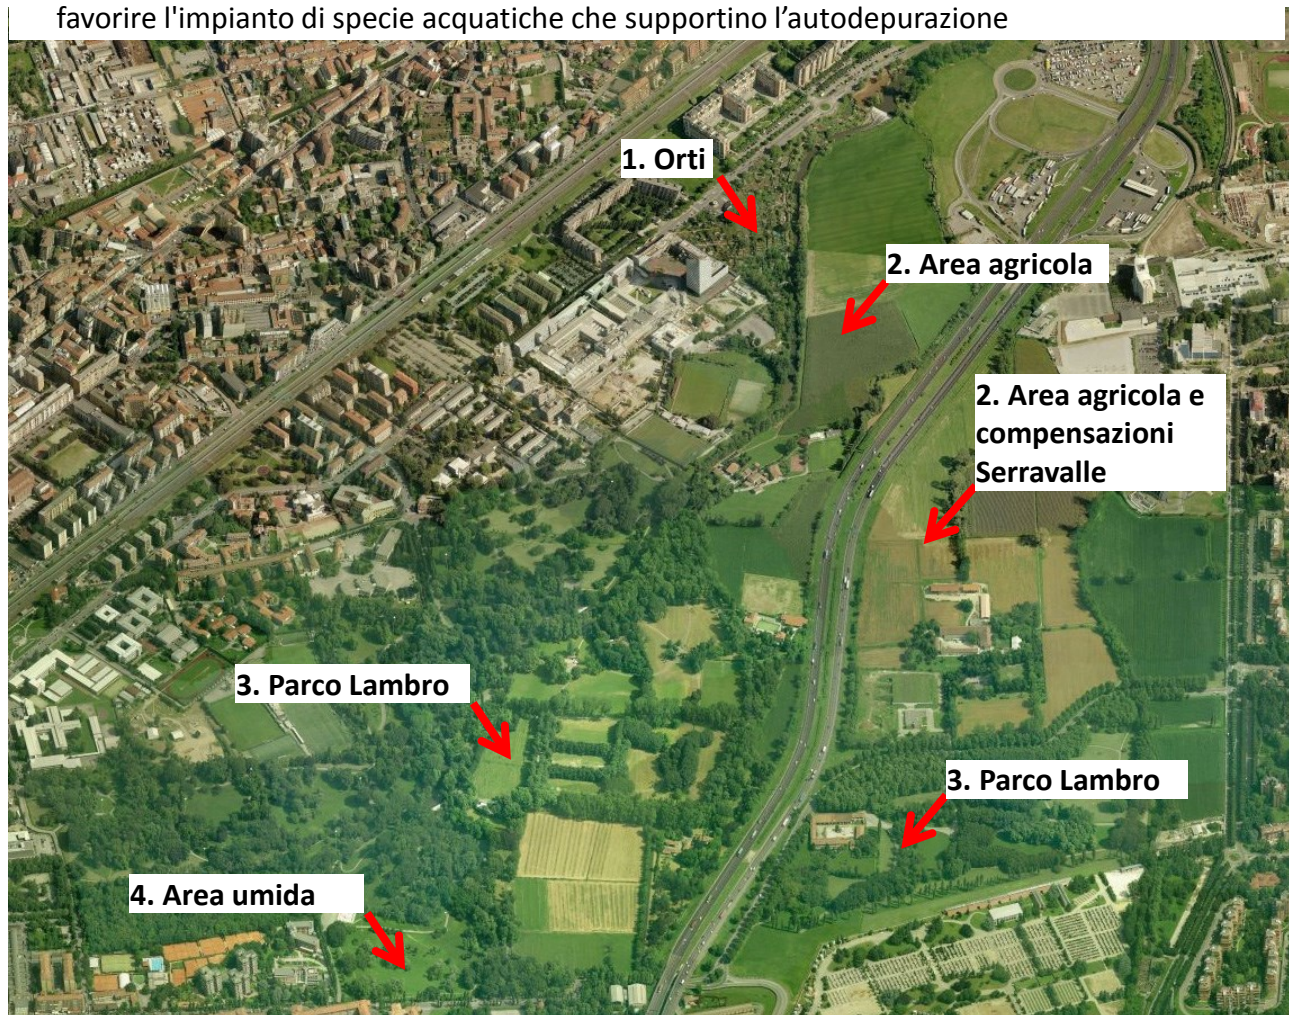 favorire l'impianto di specie acquatiche che supportino l’autodepurazione
1. Orti
2. Area agricola
2. Area agricola e
compensazioni
Serravalle
3. Parco Lambro
3. Parco Lambro
4. Area umida